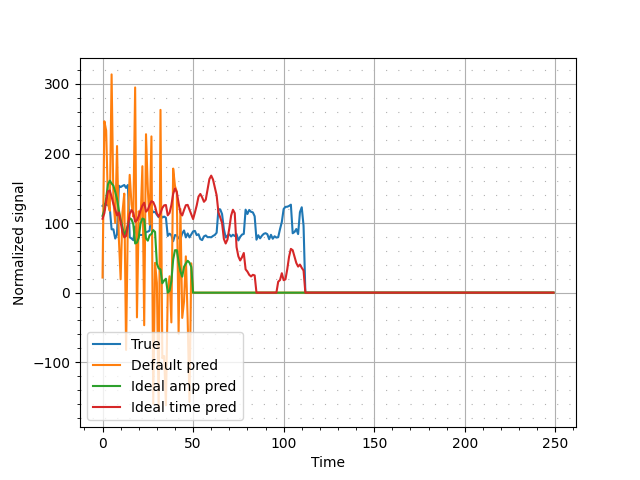 300
200
100
0
−100
Normalized signal
True
Default pred
Ideal amp pred
Ideal time pred
0 50 100 150 200 250
Time